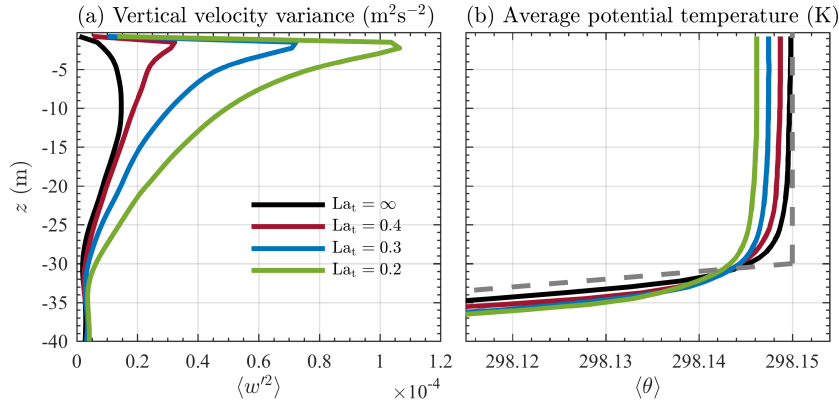 (a) Vertical velocity variance (m²s⁻²)
(b) Average potential temperature (K)
z (m)
-5
-10
-15
-20
-25
-30
-35
-40
La_t = ∞
La_t = 0.4
La_t = 0.3
La_t = 0.2
0 0.2 0.4 0.6 0.8 1 1.2
⟨w′²⟩
×10⁻⁴
298.12 298.13 298.14 298.15
⟨θ⟩